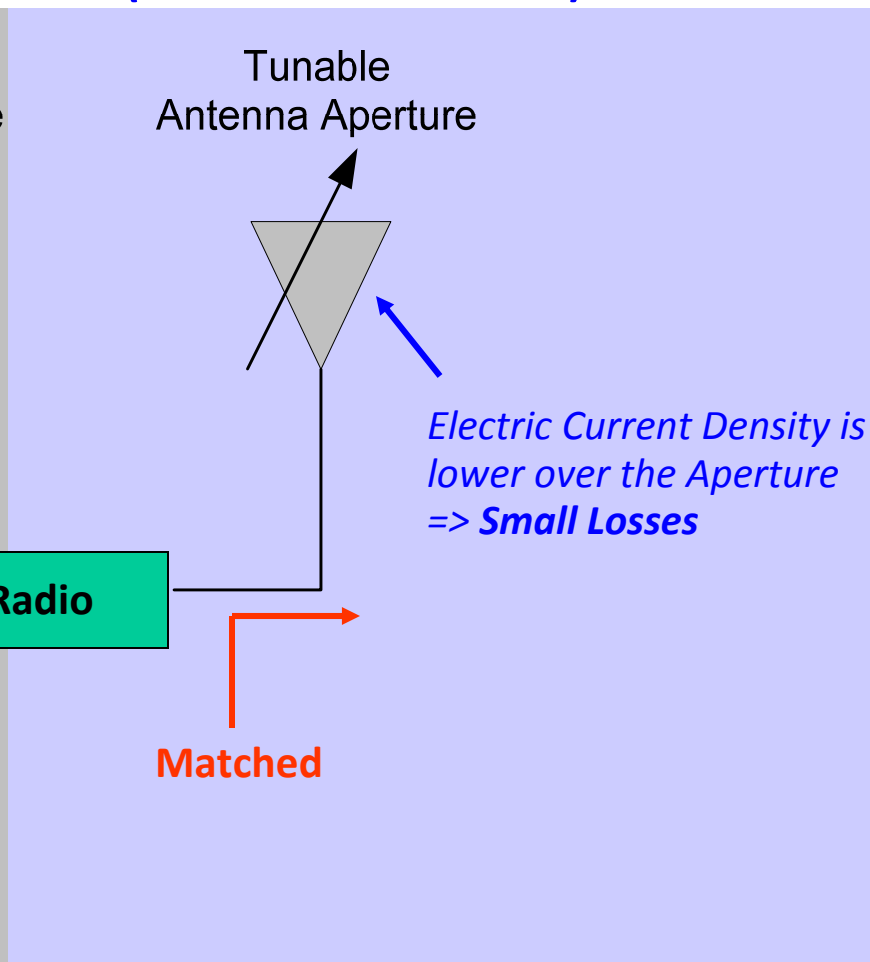 Tunable
Antenna Aperture
Electric Current Density is
lower over the Aperture
=> Small Losses
Radio
Matched